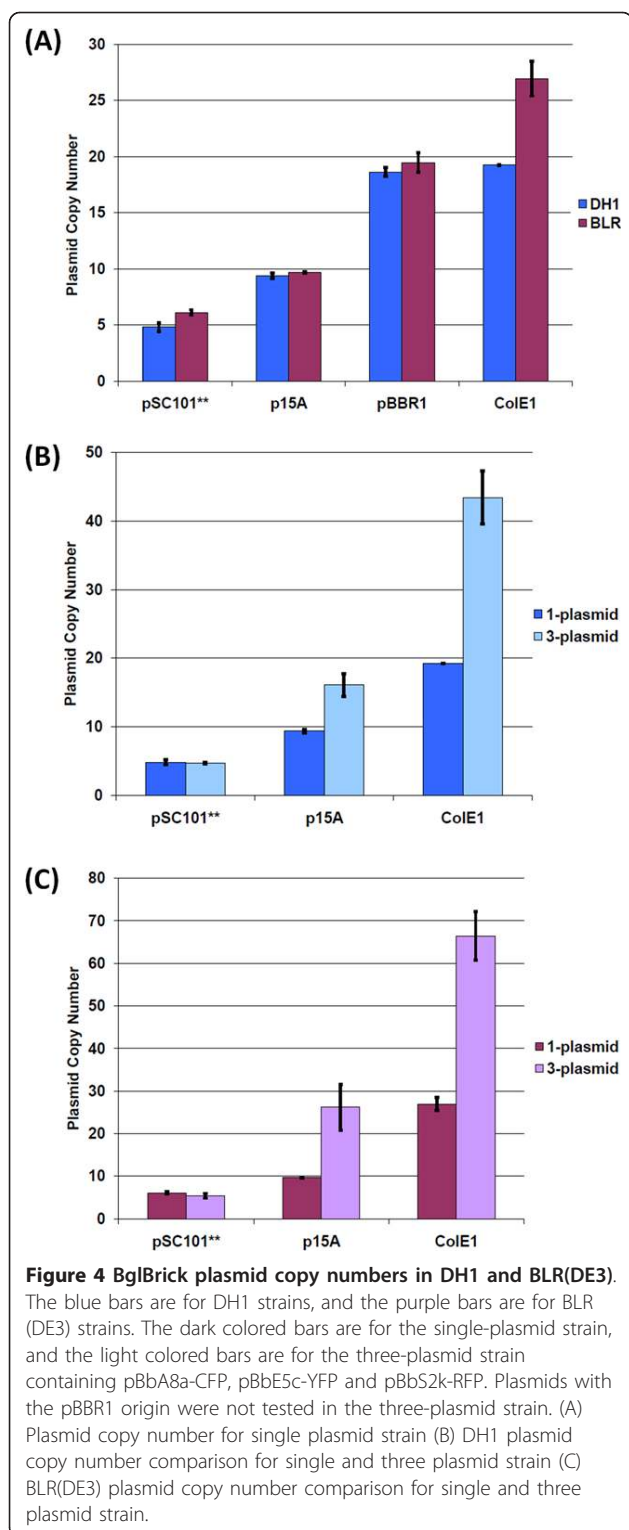 (A)
30
25
20
15
10
5
0
Plasmid Copy Number
pSC101** p15A pBBR1 ColE1
DH1
BLR
(B)
50
40
30
20
10
0
Plasmid Copy Number
pSC101** p15A ColE1
1-plasmid
3-plasmid
(C)
80
70
60
50
40
30
20
10
0
Plasmid Copy Number
pSC101** p15A ColE1
1-plasmid
3-plasmid
Figure 4 BglBrick plasmid copy numbers in DH1 and BLR(DE3).
The blue bars are for DH1 strains, and the purple bars are for BLR
(DE3) strains. The dark colored bars are for the single-plasmid strain,
and the light colored bars are for the three-plasmid strain
containing pBbA8a-CFP, pBbE5c-YFP and pBbS2k-RFP. Plasmids with
the pBBR1 origin were not tested in the three-plasmid strain. (A)
Plasmid copy number for single plasmid strain (B) DH1 plasmid
copy number comparison for single and three plasmid strain (C)
BLR(DE3) plasmid copy number comparison for single and three
plasmid strain.